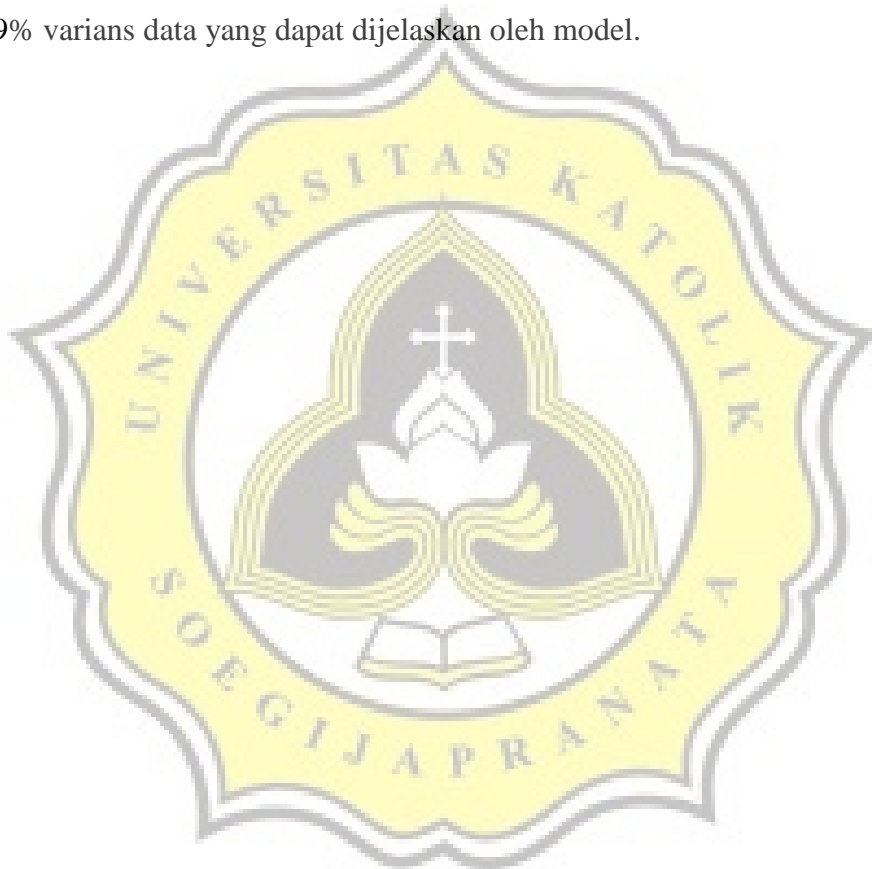 9% varians data yang dapat dijelaskan oleh model.
UNIVERSITAS KATOLIK
SOEGIJAPRANATA